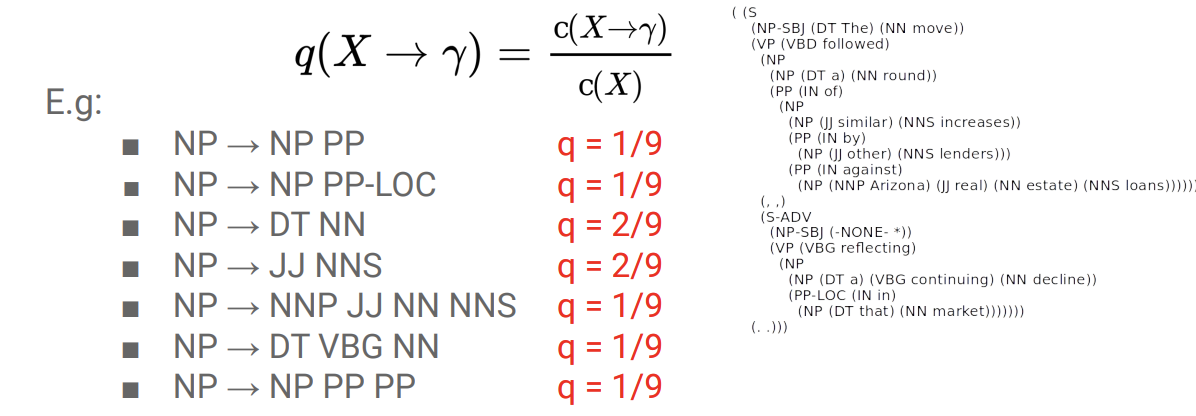 q(X → γ) = c(X→γ) / c(X)
E.g:
■ NP → NP PP q = 1/9
■ NP → NP PP-LOC q = 1/9
■ NP → DT NN q = 2/9
■ NP → JJ NNS q = 2/9
■ NP → NNP JJ NN NNS q = 1/9
■ NP → DT VBG NN q = 1/9
■ NP → NP PP PP q = 1/9
( (S
(NP-SBJ (DT The) (NN move))
(VP (VBD followed)
(NP
(NP (DT a) (NN round))
(PP (IN of)
(NP
(NP (JJ similar) (NNS increases))
(PP (IN by)
(NP (JJ other) (NNS lenders)))
(PP (IN against)
(NP (NNP Arizona) (JJ real) (NN estate) (NNS loans))))))
(, ,)
(S-ADV
(NP-SBJ (-NONE- *))
(VP (VBG reflecting)
(NP
(NP (DT a) (VBG continuing) (NN decline))
(PP-LOC (IN in)
(NP (DT that) (NN market)))))))
(. .)))